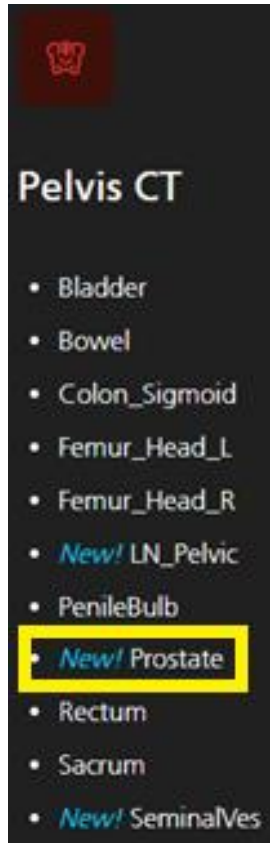 Pelvis CT
• Bladder
• Bowel
• Colon_Sigmoid
• Femur_Head_L
• Femur_Head_R
• New! LN_Pelvic
• PenileBulb
• New! Prostate
• Rectum
• Sacrum
• New! SeminalVes